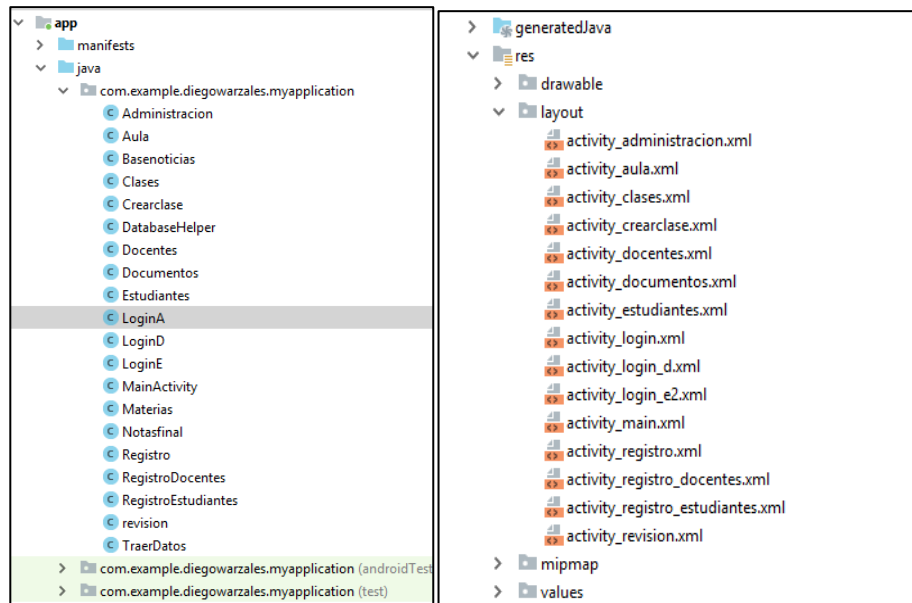 app
manifests
java
com.example.diegowarzales.myapplication
Administracion
Aula
Basenoticias
Clases
Crearclase
DatabaseHelper
Docentes
Documentos
Estudiantes
LoginA
LoginD
LoginE
MainActivity
Materias
Notasfinal
Registro
RegistroDocentes
RegistroEstudiantes
revision
TraerDatos
com.example.diegowarzales.myapplication (androidTest
com.example.diegowarzales.myapplication (test)
generatedJava
res
drawable
layout
activity_administracion.xml
activity_aula.xml
activity_clases.xml
activity_crearclase.xml
activity_docentes.xml
activity_documentos.xml
activity_estudiantes.xml
activity_login.xml
activity_login_d.xml
activity_login_e2.xml
activity_main.xml
activity_registro.xml
activity_registro_docentes.xml
activity_registro_estudiantes.xml
activity_revision.xml
mipmap
values